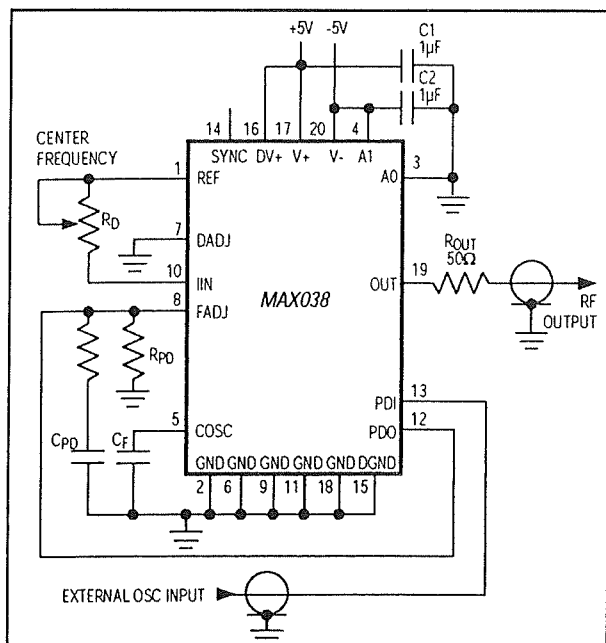 +5V -5V
C1
1µF
C2
1µF
14 16 17 20 4
CENTER
FREQUENCY
SYNC DV+ V+ V- A1
1 REF
A0 3
RD
7 DADJ
10 IIN
8 FADJ
MAX038
OUT 19
ROUT
50Ω
RF
OUTPUT
RPD
PDI 13
PDO 12
5 COSC
CPD
CF
GND GND GND GND GND DGND
2 6 9 11 18 15
EXTERNAL OSC INPUT